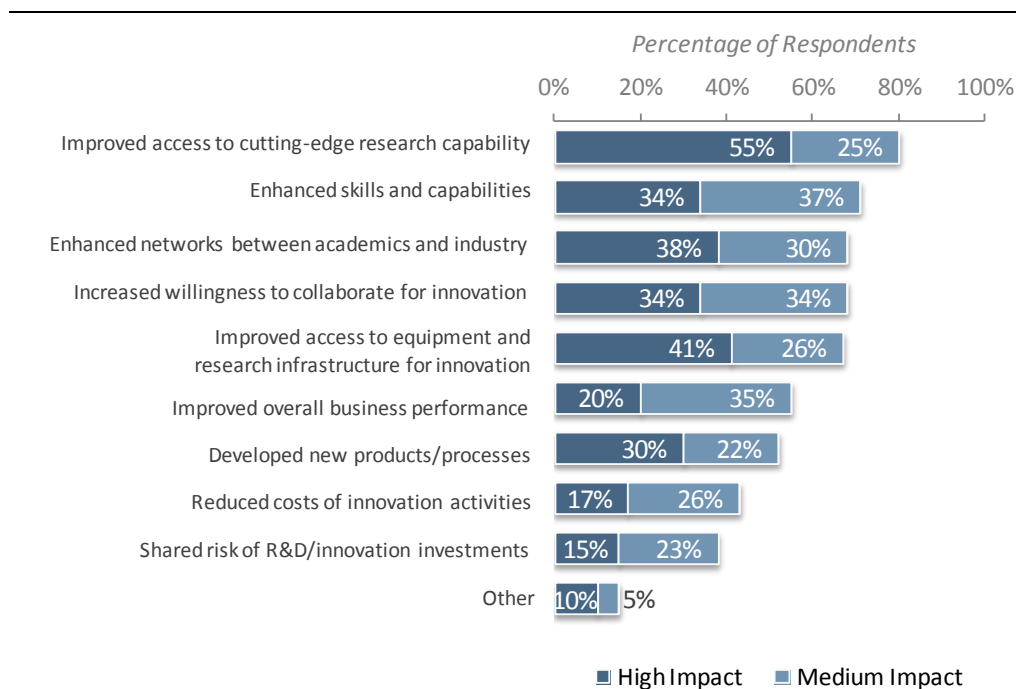 Percentage of Respondents
0% 20% 40% 60% 80% 100%
Improved access to cutting-edge research capability 55% 25%
Enhanced skills and capabilities 34% 37%
Enhanced networks between academics and industry 38% 30%
Increased willingness to collaborate for innovation 34% 34%
Improved access to equipment and
research infrastructure for innovation 41% 26%
Improved overall business performance 20% 35%
Developed new products/processes 30% 22%
Reduced costs of innovation activities 17% 26%
Shared risk of R&D/innovation investments 15% 23%
Other 10% 5%
High Impact Medium Impact